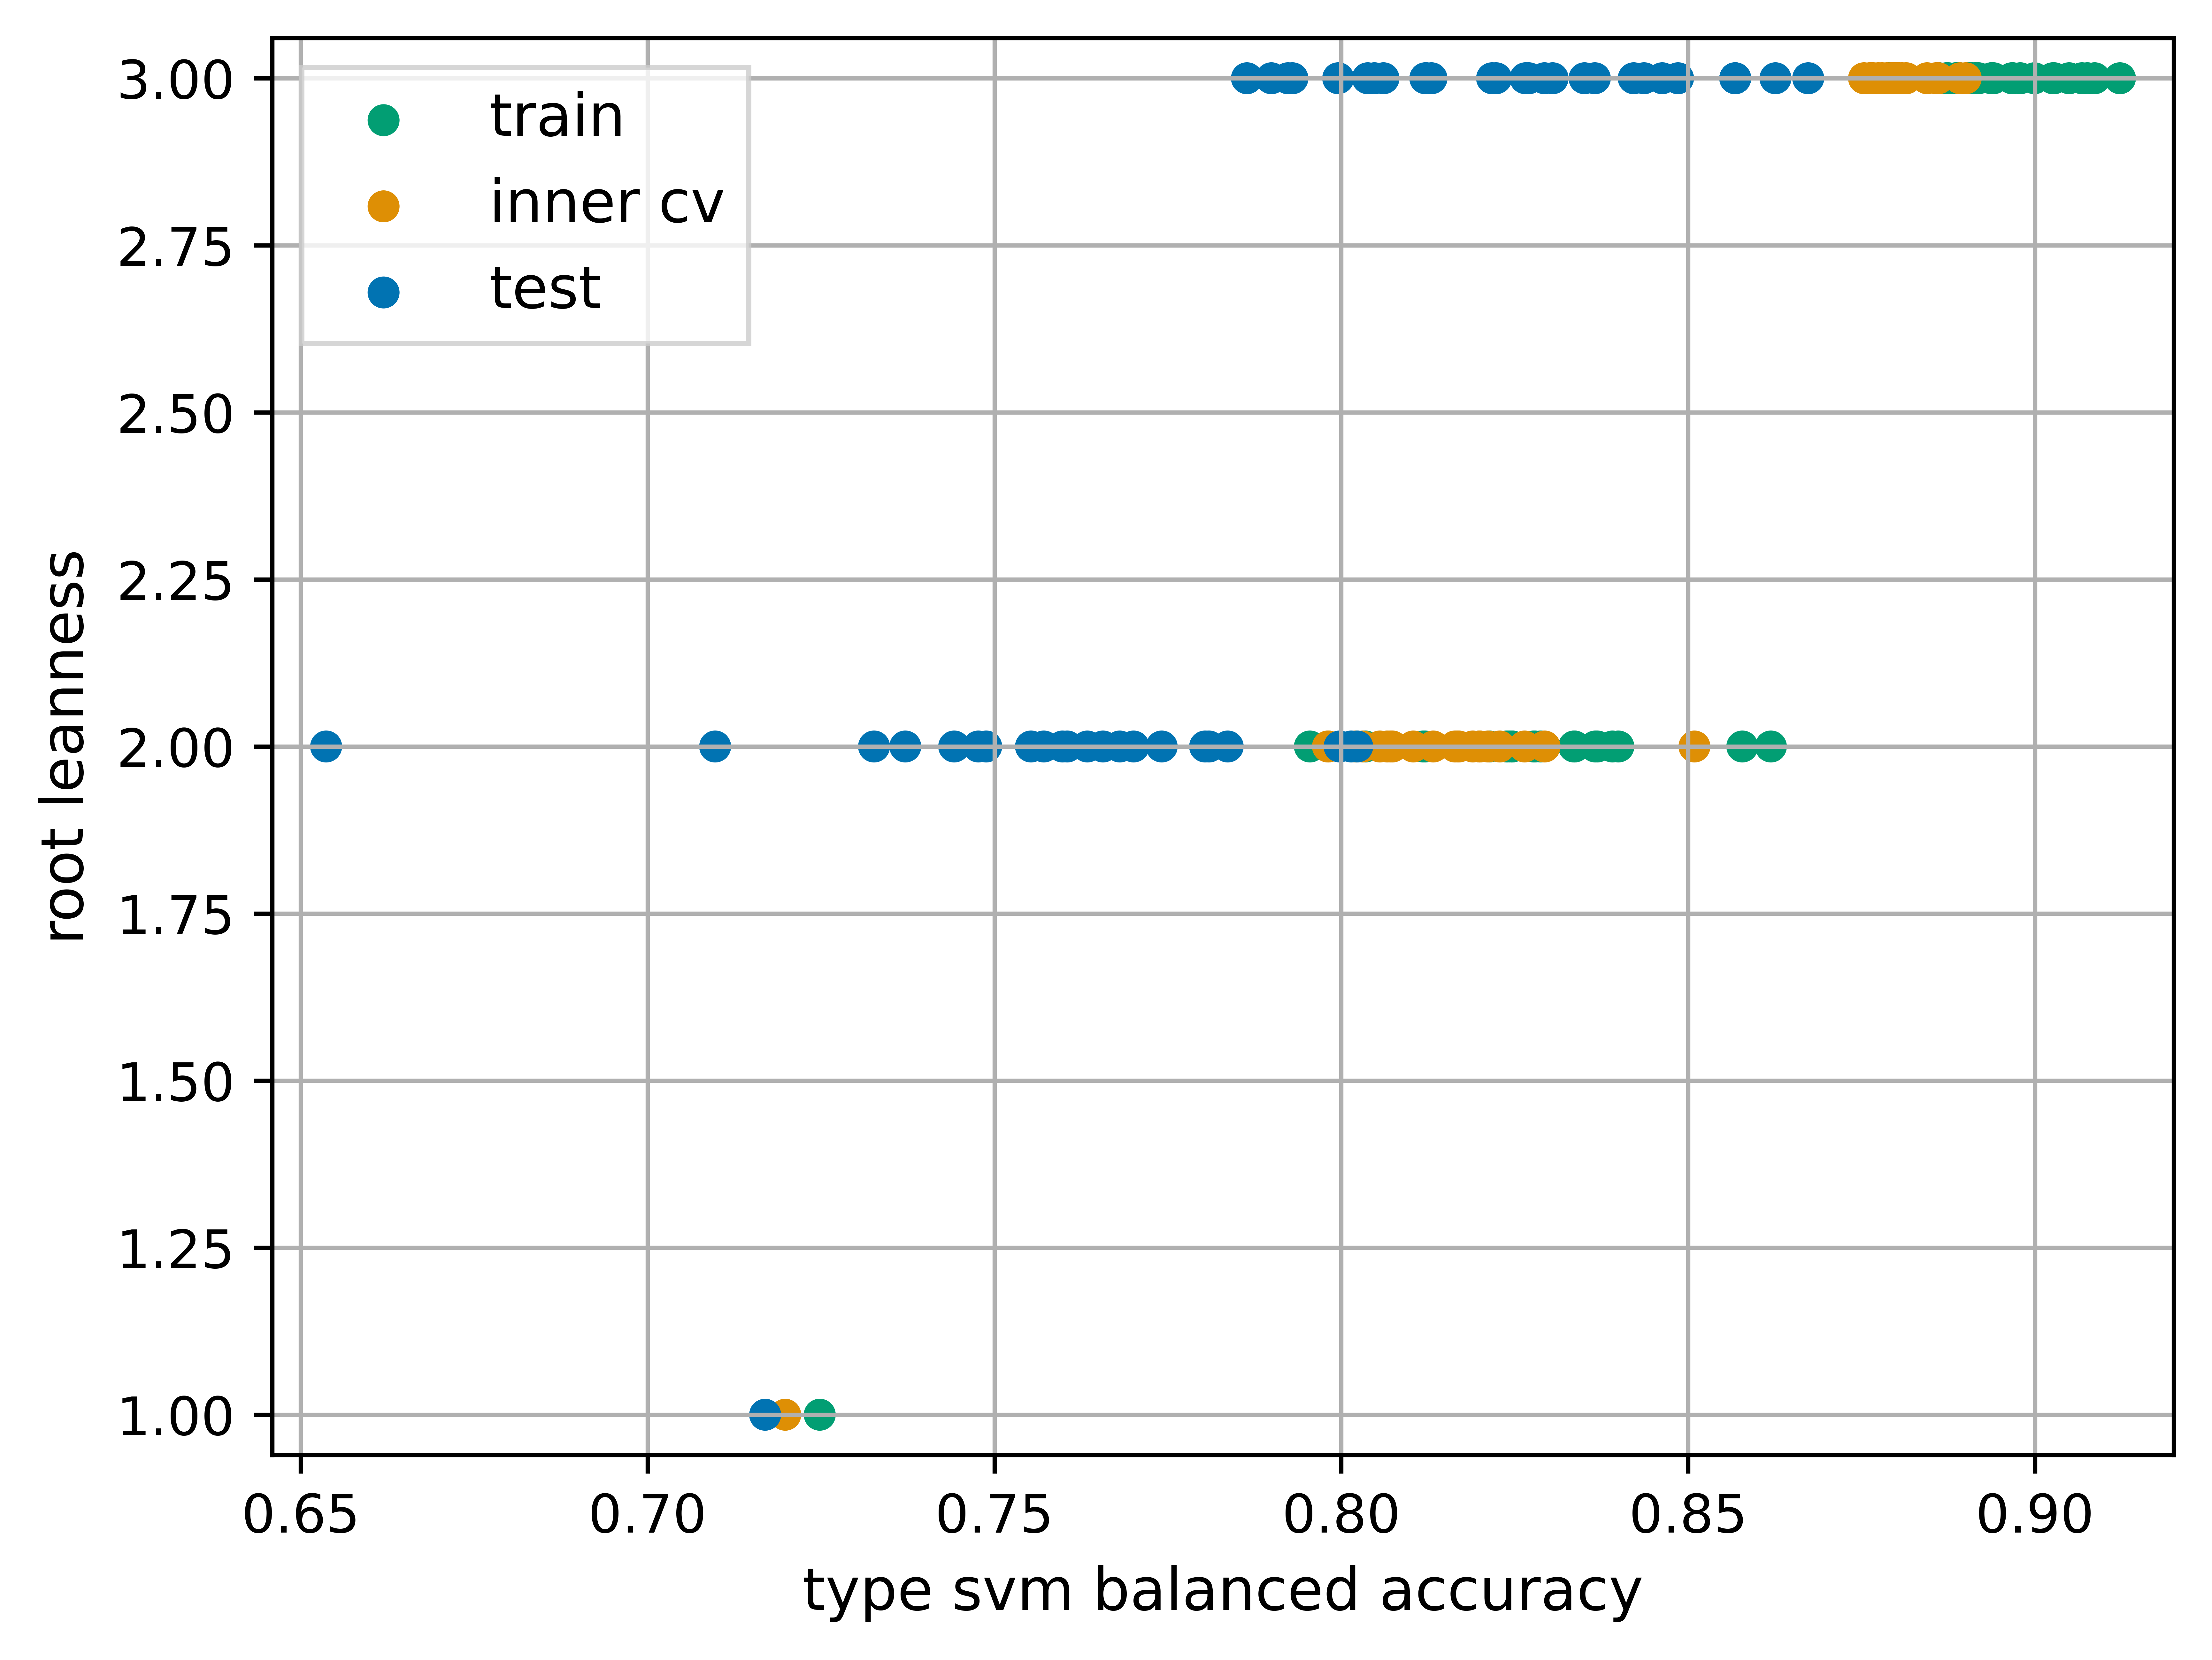 train
inner cv
test
3.00
2.75
2.50
2.25
2.00
1.75
1.50
1.25
1.00
root leanness
0.65 0.70 0.75 0.80 0.85 0.90
type svm balanced accuracy